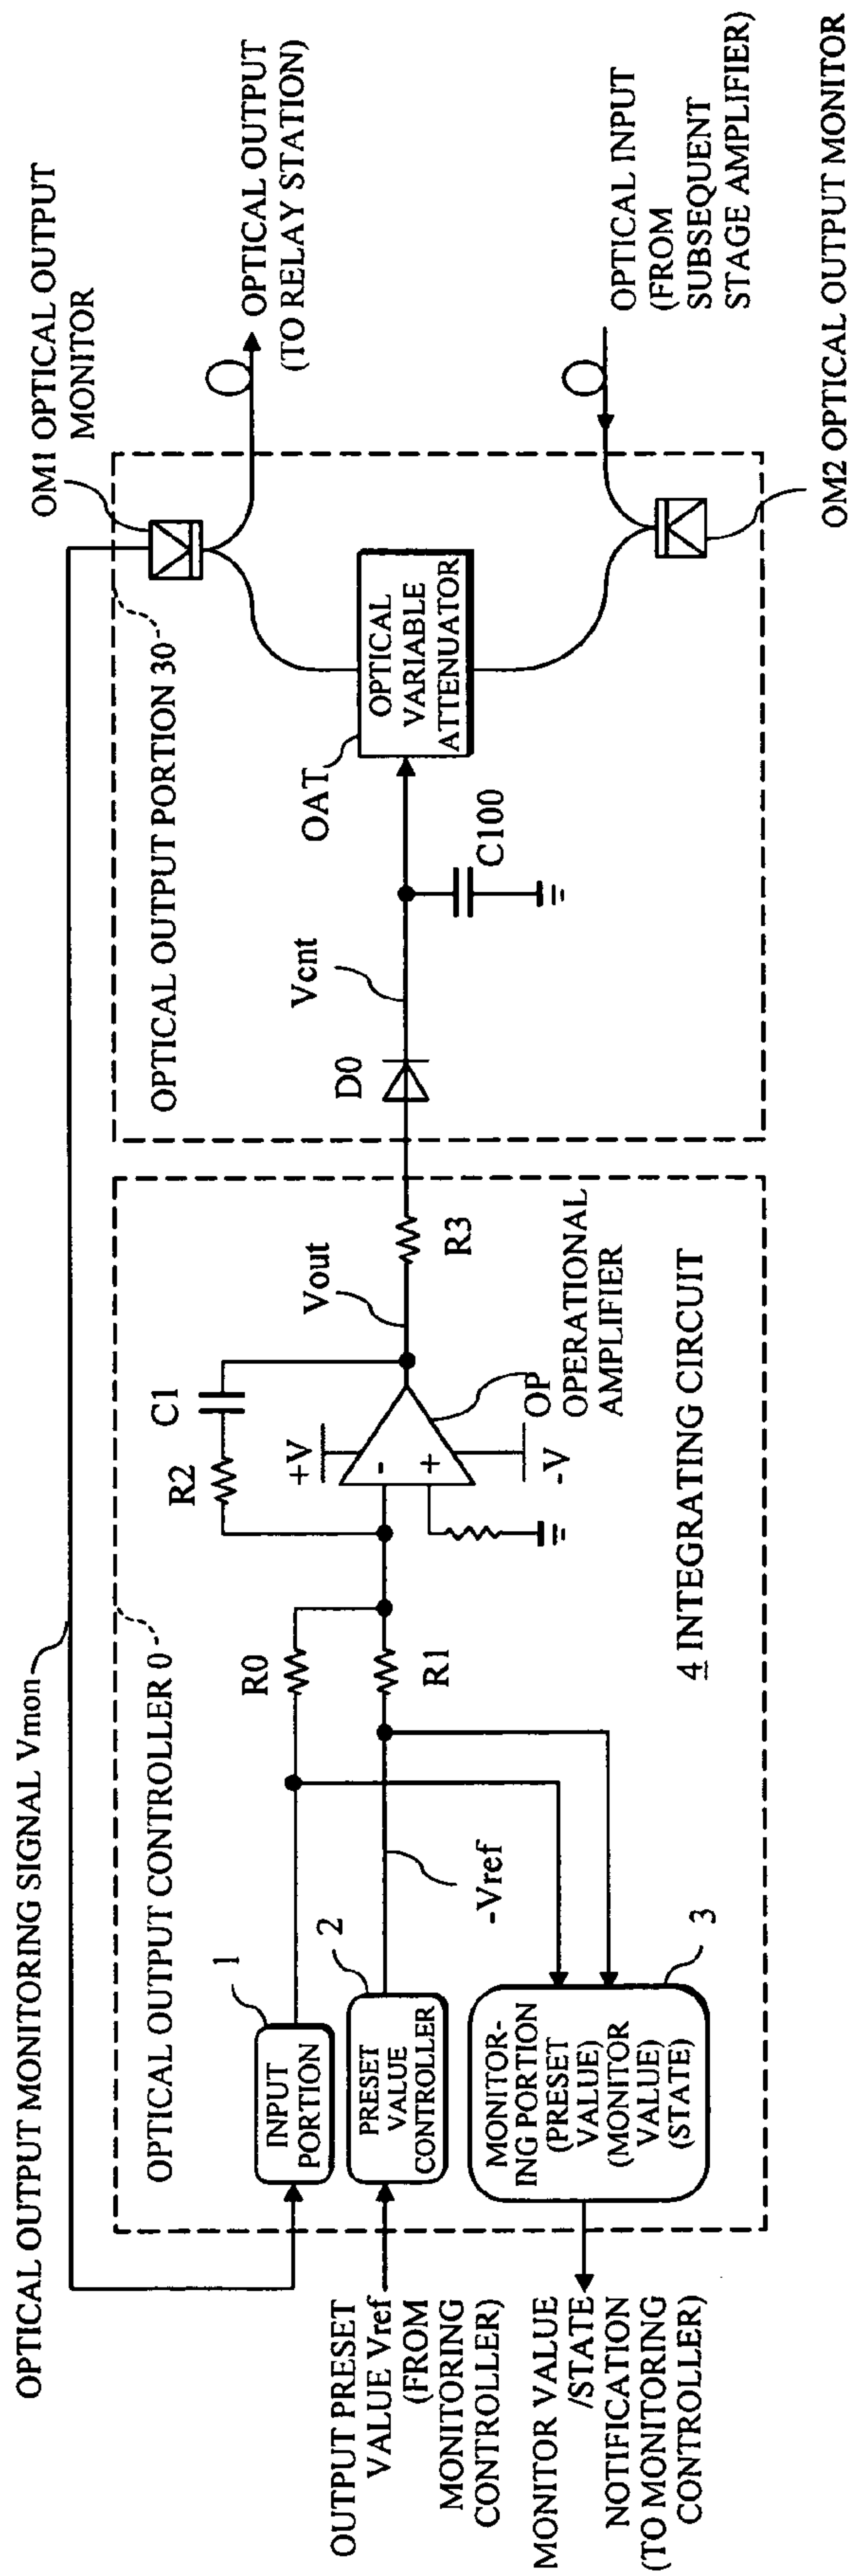 OPTICAL OUTPUT MONITORING SIGNAL Vmon
OM1 OPTICAL OUTPUT
MONITOR
OPTICAL OUTPUT CONTROLLER 0
OPTICAL OUTPUT PORTION 30
OPTICAL OUTPUT
(TO RELAY STATION)
1
INPUT
PORTION
R0
R2
C1
+V
Vout
Vcnt
OAT
OPTICAL
VARIABLE
ATTENUATOR
OUTPUT PRESET
VALUE Vref
(FROM
MONITORING
CONTROLLER)
2
PRESET
VALUE
CONTROLLER
-Vref
R1
-
+
-V
OP
OPERATIONAL
AMPLIFIER
R3
D0
C100
MONITOR VALUE
/STATE
NOTIFICATION
(TO MONITORING
CONTROLLER)
MONITOR-
ING PORTION
(PRESET
VALUE)
(MONITOR
VALUE)
(STATE)
3
4 INTEGRATING CIRCUIT
OPTICAL INPUT
(FROM
SUBSEQUENT
STAGE AMPLIFIER)
OM2 OPTICAL OUTPUT MONITOR